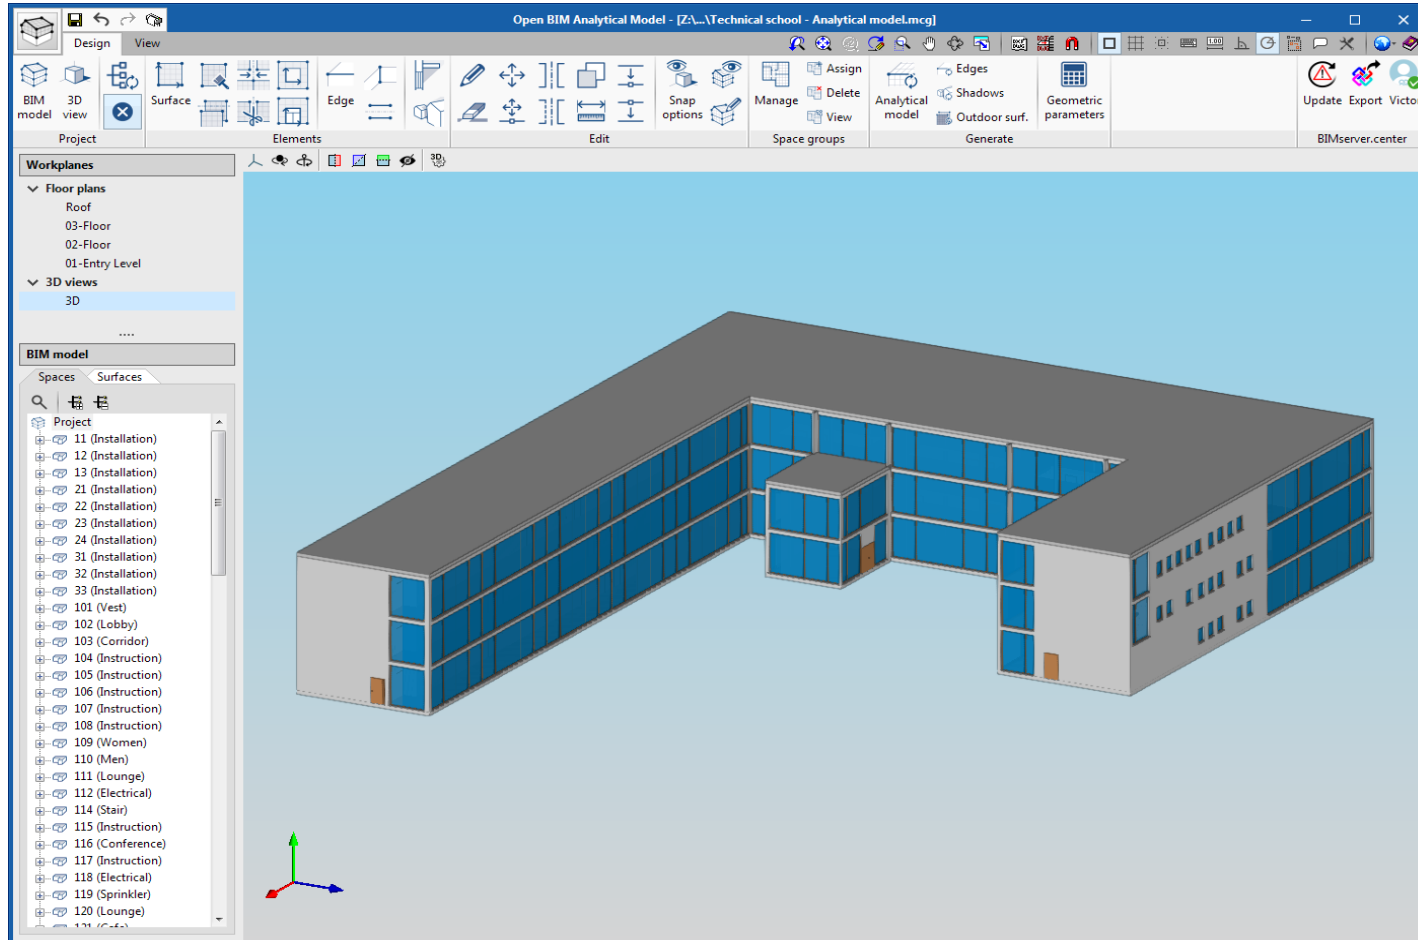 Open BIM Analytical Model - [Z:\...\Technical school - Analytical model.mcg]
Design View
BIM model
3D view
Surface
Edge
Snap options
Manage
Assign
Delete
View
Analytical model
Edges
Shadows
Outdoor surf.
Geometric parameters
Update Export Victo
Project Elements Edit Space groups Generate BIMserver.center
Workplanes
Floor plans
Roof
03-Floor
02-Floor
01-Entry Level
3D views
3D
....
BIM model
Spaces Surfaces
Project
11 (Installation)
12 (Installation)
13 (Installation)
21 (Installation)
22 (Installation)
23 (Installation)
24 (Installation)
31 (Installation)
32 (Installation)
33 (Installation)
101 (Vest)
102 (Lobby)
103 (Corridor)
104 (Instruction)
105 (Instruction)
106 (Instruction)
107 (Instruction)
108 (Instruction)
109 (Women)
110 (Men)
111 (Lounge)
112 (Electrical)
114 (Stair)
115 (Instruction)
116 (Conference)
117 (Instruction)
118 (Electrical)
119 (Sprinkler)
120 (Lounge)